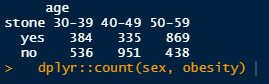 age
stone 30-39 40-49 50-59
yes 384 335 869
no 536 951 438
> dplyr::count(sex, obesity)